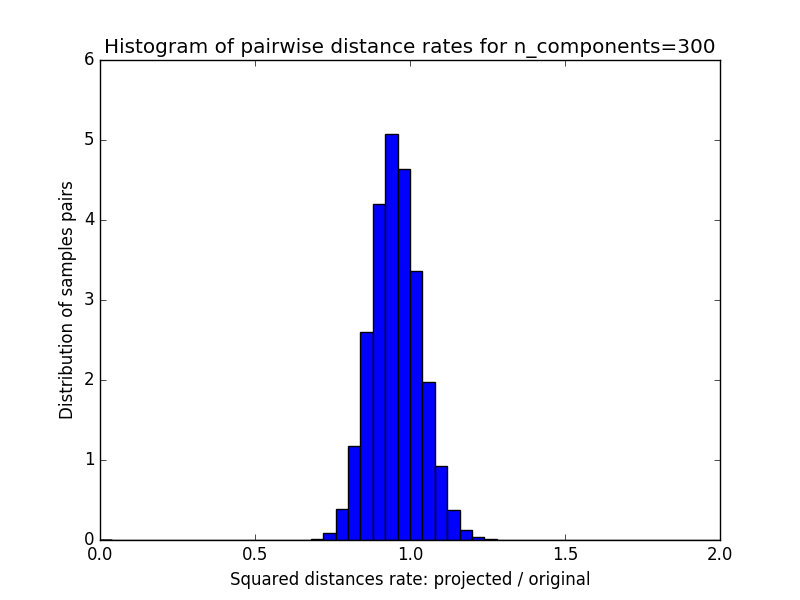 Histogram of pairwise distance rates for n_components=300
6
5
4
3
2
1
0
Distribution of samples pairs
0.0 0.5 1.0 1.5 2.0
Squared distances rate: projected / original